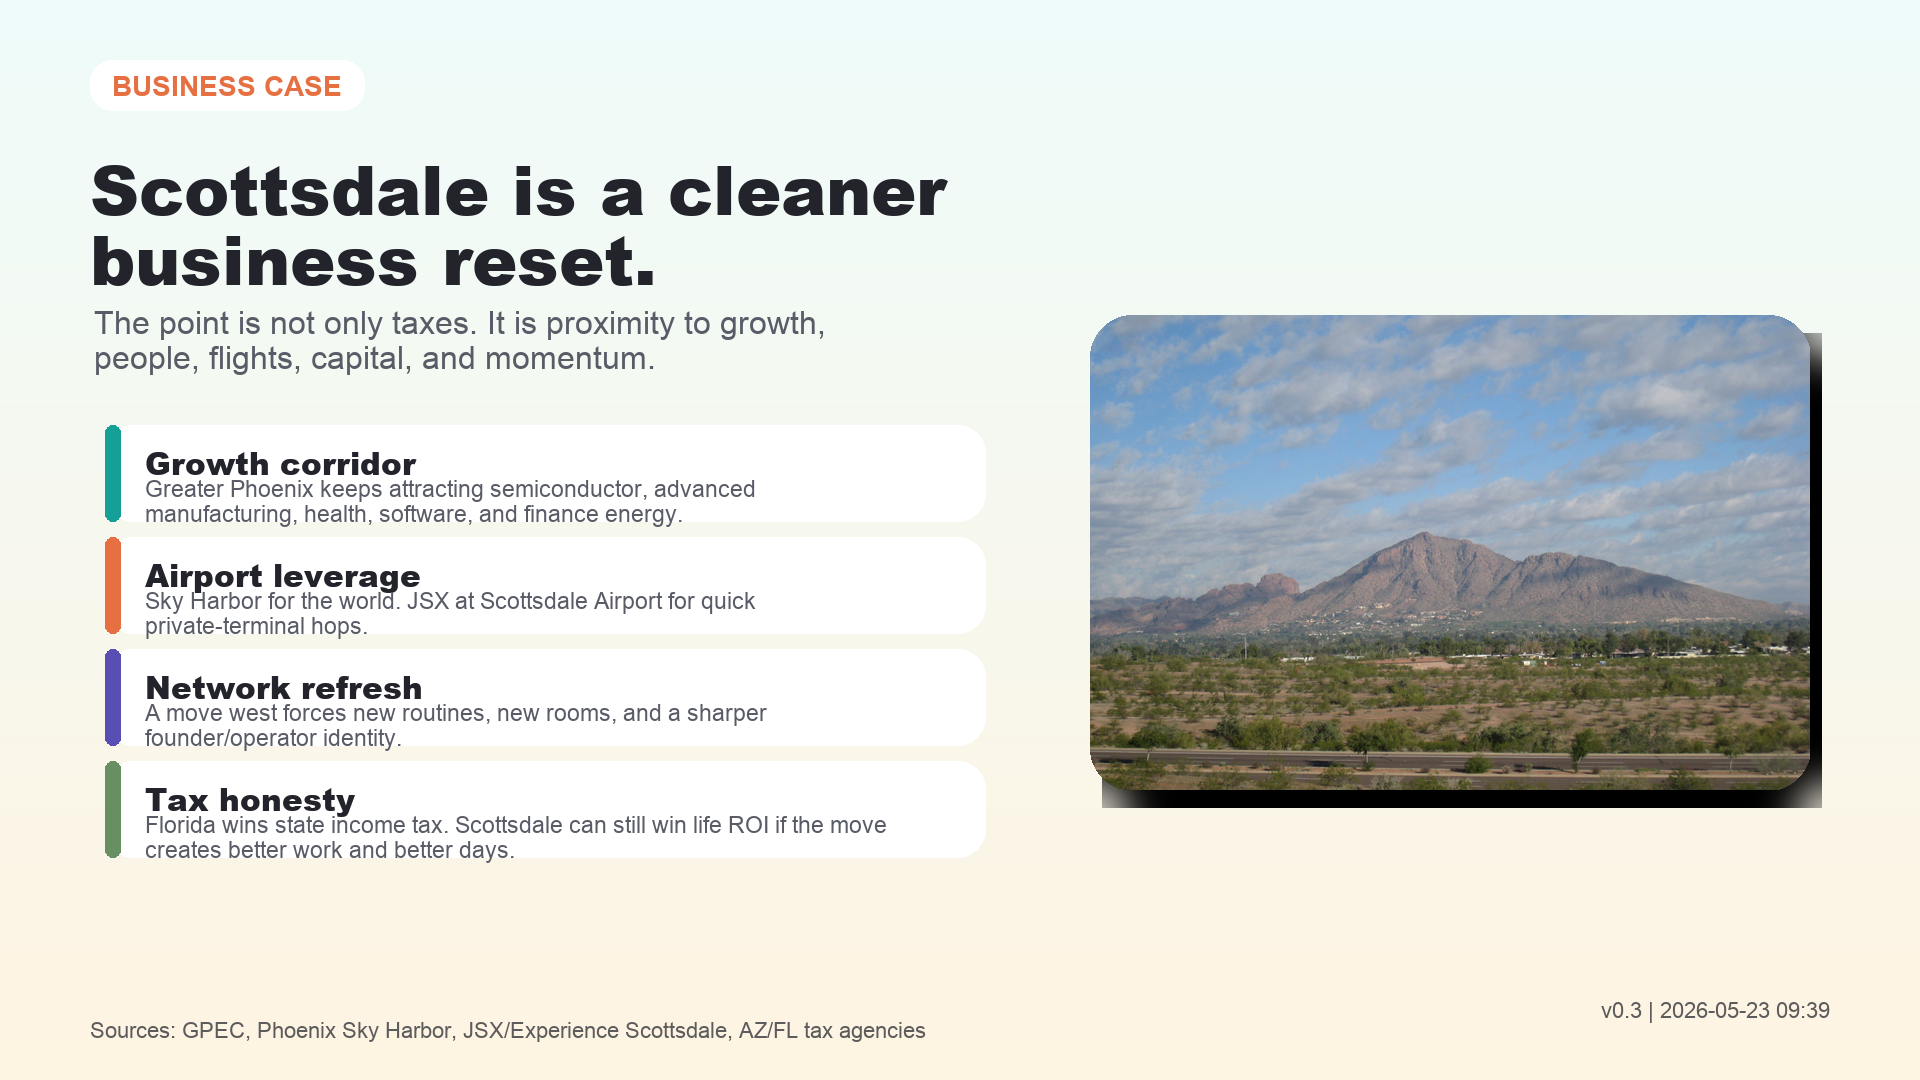 BUSINESS CASE
Scottsdale is a cleaner
business reset.
The point is not only taxes. It is proximity to growth,
people, flights, capital, and momentum.
Growth corridor
Greater Phoenix keeps attracting semiconductor, advanced
manufacturing, health, software, and finance energy.
Airport leverage
Sky Harbor for the world. JSX at Scottsdale Airport for quick
private-terminal hops.
Network refresh
A move west forces new routines, new rooms, and a sharper
founder/operator identity.
Tax honesty
Florida wins state income tax. Scottsdale can still win life ROI if the move
creates better work and better days.
Sources: GPEC, Phoenix Sky Harbor, JSX/Experience Scottsdale, AZ/FL tax agencies
v0.3 | 2026-05-23 09:39